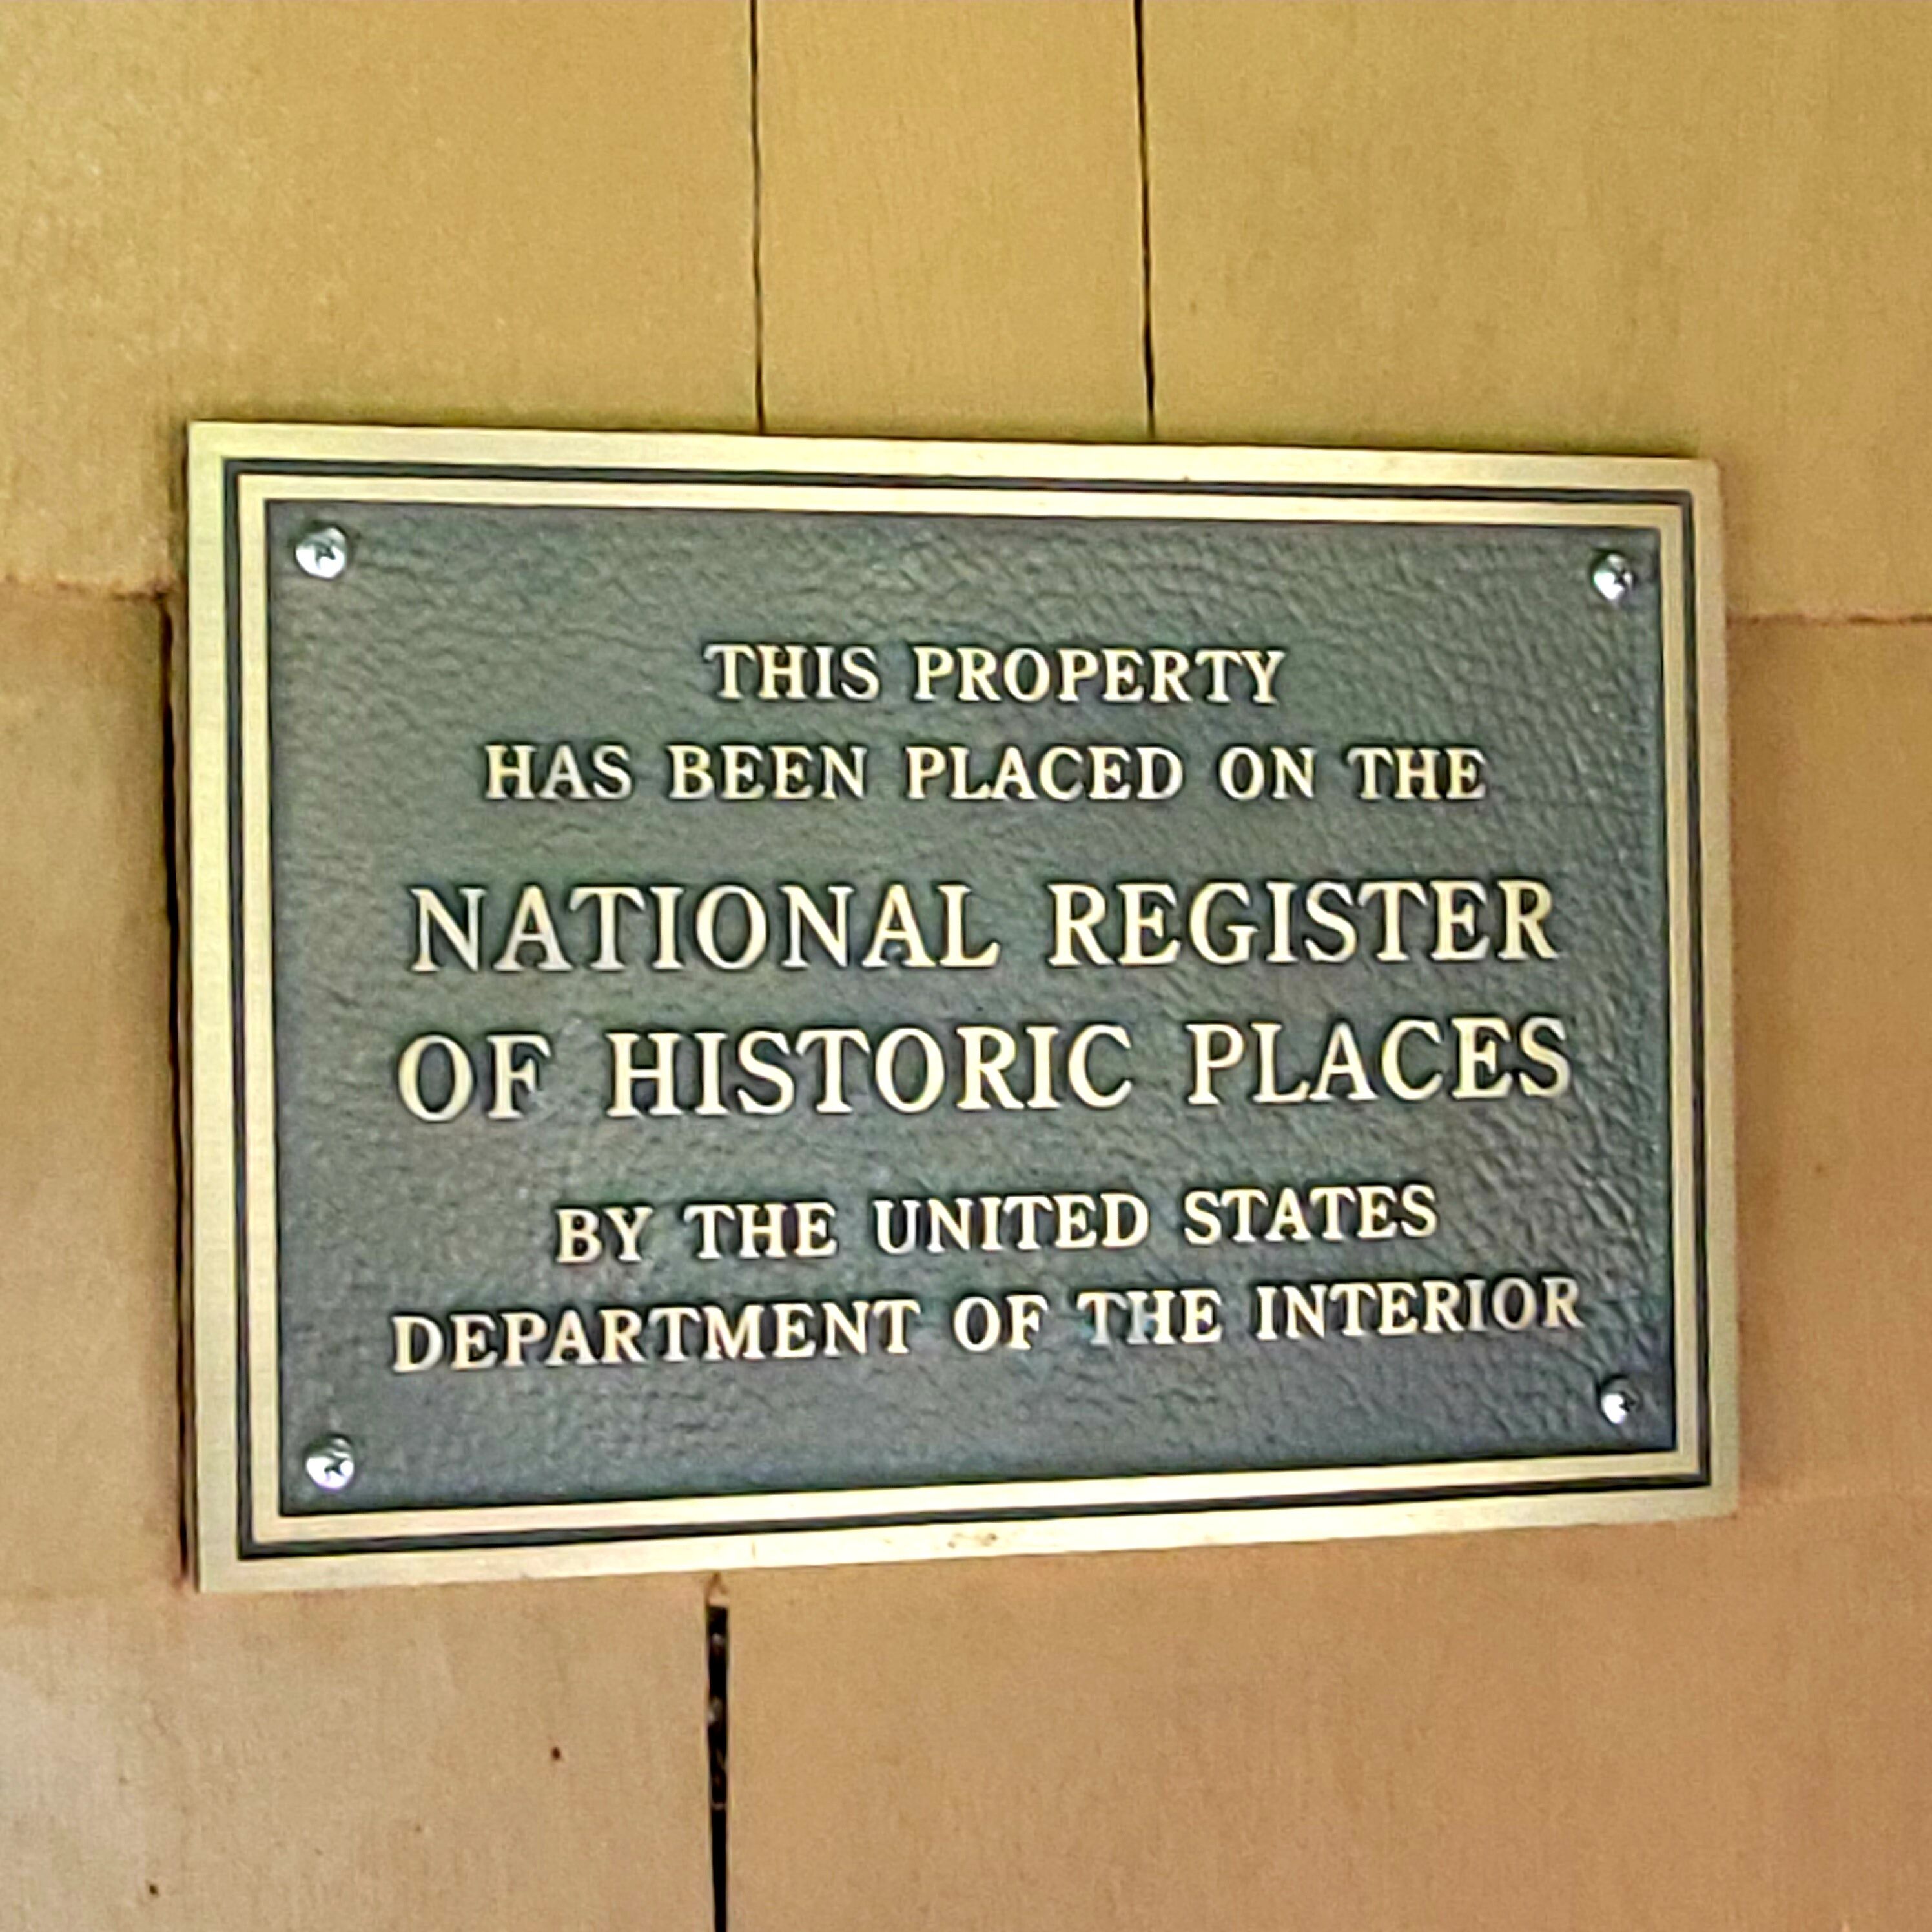 THIS PROPERTY
HAS BEEN PLACED ON THE
NATIONAL REGISTER
OF HISTORIC PLACES
BY THE UNITED STATES
DEPARTMENT OF THE INTERIOR